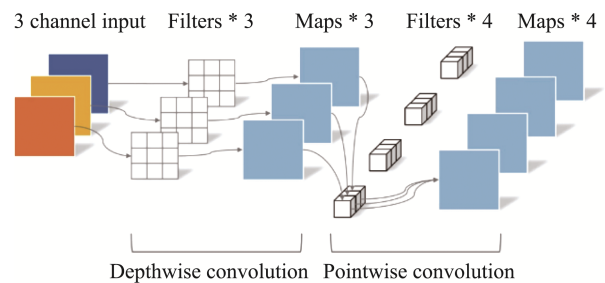 3 channel input Filters * 3 Maps * 3 Filters * 4 Maps * 4
Depthwise convolution Pointwise convolution